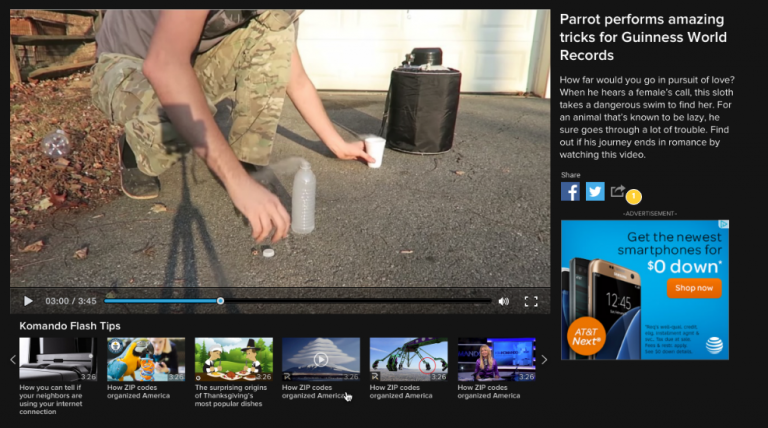 Parrot performs amazing
tricks for Guinness World
Records
How far would you go in pursuit of love?
When he hears a female's call, this sloth
takes a dangerous swim to find her. For
an animal that's known to be lazy, he
sure goes through a lot of trouble. Find
out if his journey ends in romance by
watching this video.
Share
1
-ADVERTISEMENT-
Get the newest
smartphones for
$0 down*
Shop now
12:45
AT&T
Next®
03:00 / 3:45
Komando Flash Tips
3:26
3:26
3:26
3:26
3:26
3:26
How you can tell if
your neighbors are
using your internet
connection
How ZIP codes
organized America
The surprising origins
of Thanksgiving's
most popular dishes
How ZIP codes
organized America
How ZIP codes
organized America
How ZIP codes
organized America